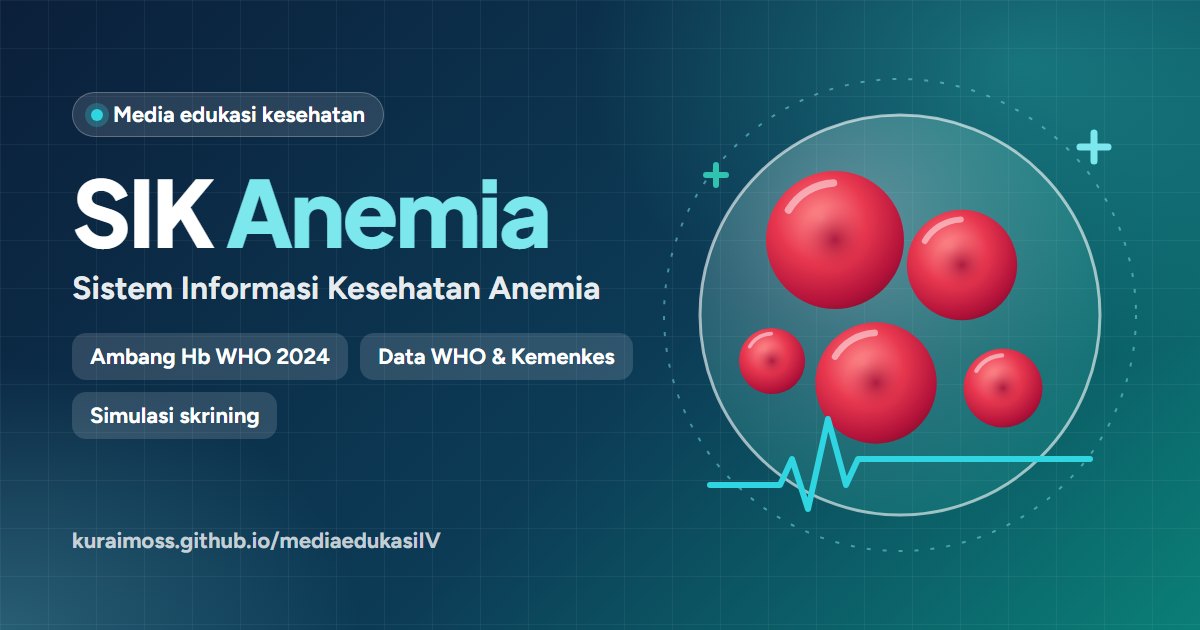 Media edukasi kesehatan
SIK Anemia
Sistem Informasi Kesehatan Anemia
Ambang Hb WHO 2024
Data WHO & Kemenkes
Simulasi skrining
kuraimoss.github.io/mediaedukasiIV